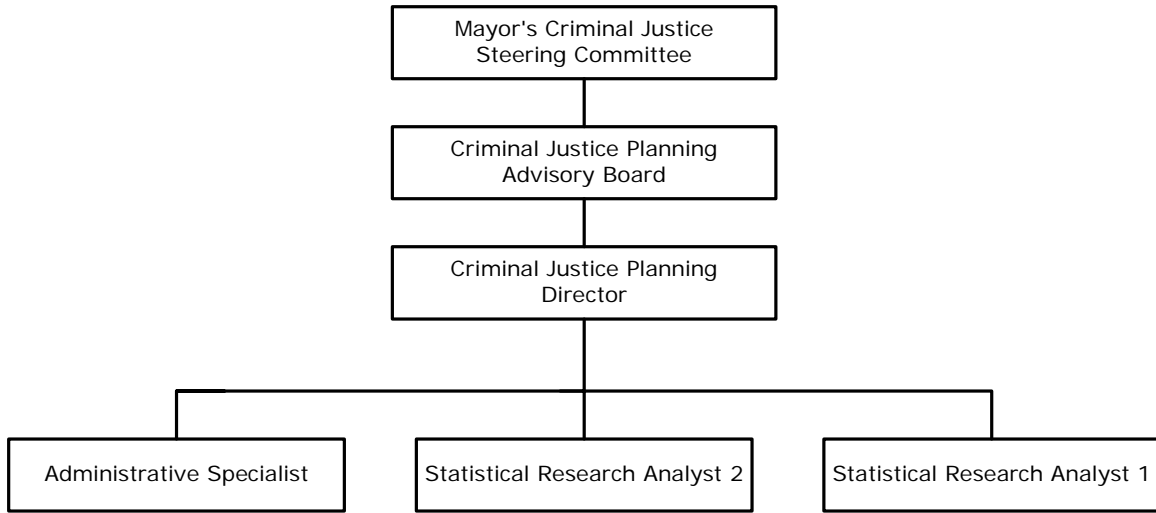 Mayor's Criminal Justice
Steering Committee
Criminal Justice Planning
Advisory Board
Criminal Justice Planning
Director
Administrative Specialist
Statistical Research Analyst 2
Statistical Research Analyst 1